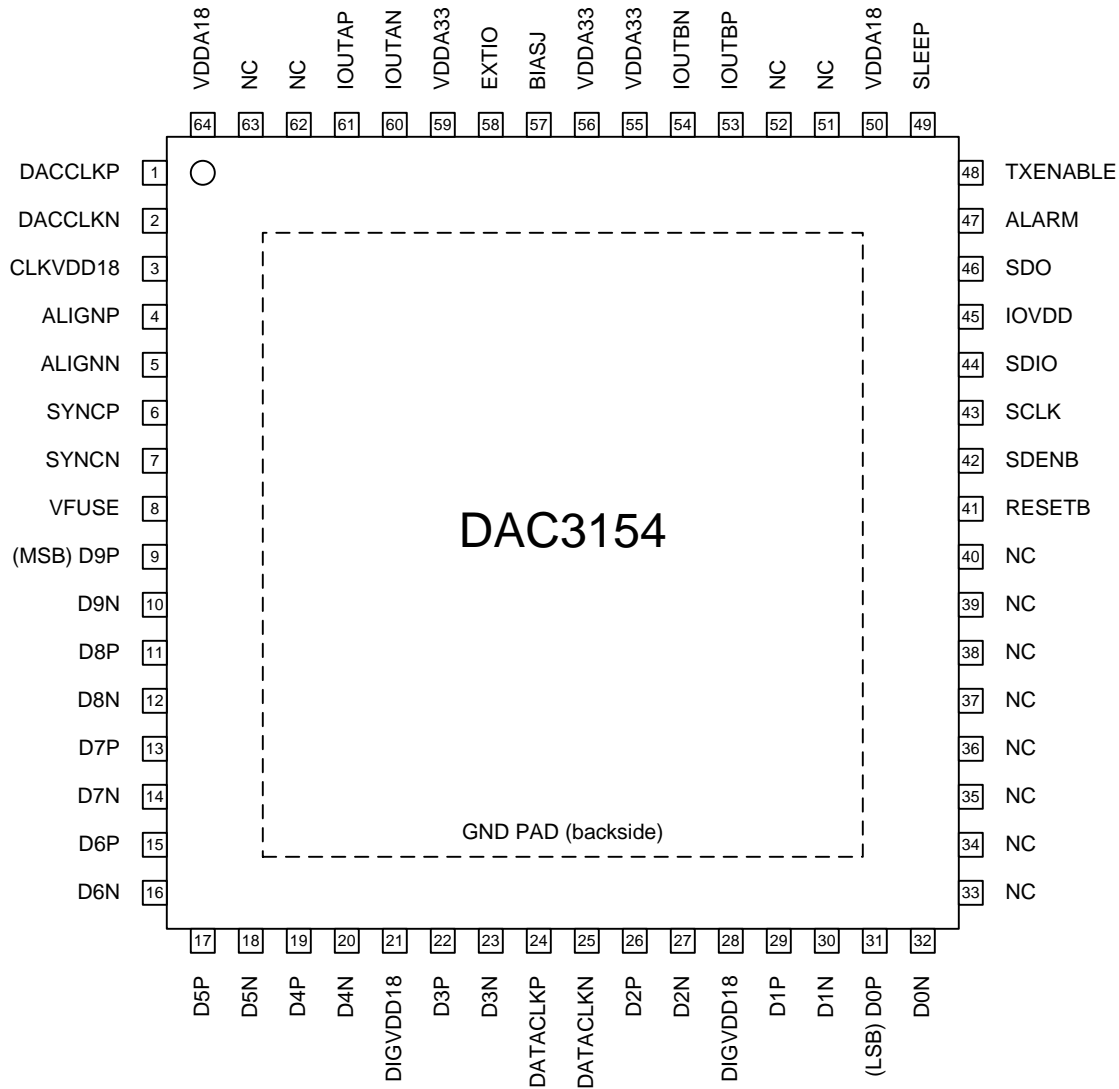 VDDA18
NC
NC
IOUTAP
IOUTAN
VDDA33
EXTIO
BIASJ
VDDA33
VDDA33
IOUTBN
IOUTBP
NC
NC
VDDA18
SLEEP
64 63 62 61 60 59 58 57 56 55 54 53 52 51 50 49
DACCLKP 1
DACCLKN 2
CLKVDD18 3
ALIGNP 4
ALIGNN 5
SYNCP 6
SYNCN 7
VFUSE 8
(MSB) D9P 9
D9N 10
D8P 11
D8N 12
D7P 13
D7N 14
D6P 15
D6N 16
DAC3154
GND PAD (backside)
48 TXENABLE
47 ALARM
46 SDO
45 IOVDD
44 SDIO
43 SCLK
42 SDENB
41 RESETB
40 NC
39 NC
38 NC
37 NC
36 NC
35 NC
34 NC
33 NC
17 18 19 20 21 22 23 24 25 26 27 28 29 30 31 32
D5P
D5N
D4P
D4N
DIGVDD18
D3P
D3N
DATACLKP
DATACLKN
D2P
D2N
DIGVDD18
D1P
D1N
(LSB) D0P
D0N